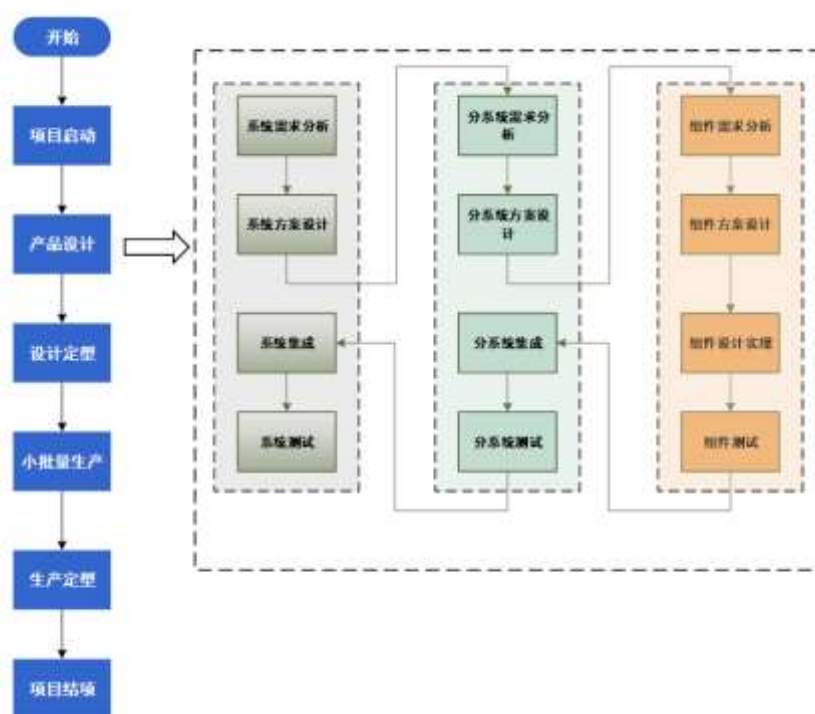 开始
项目启动
产品设计
设计定型
小批量生产
生产定型
项目结项
系统需求分析
系统方案设计
系统集成
系统测试
分系统需求分
析
分系统方案设
计
分系统集成
分系统测试
组件需求分析
组件方案设计
组件设计实现
组件测试